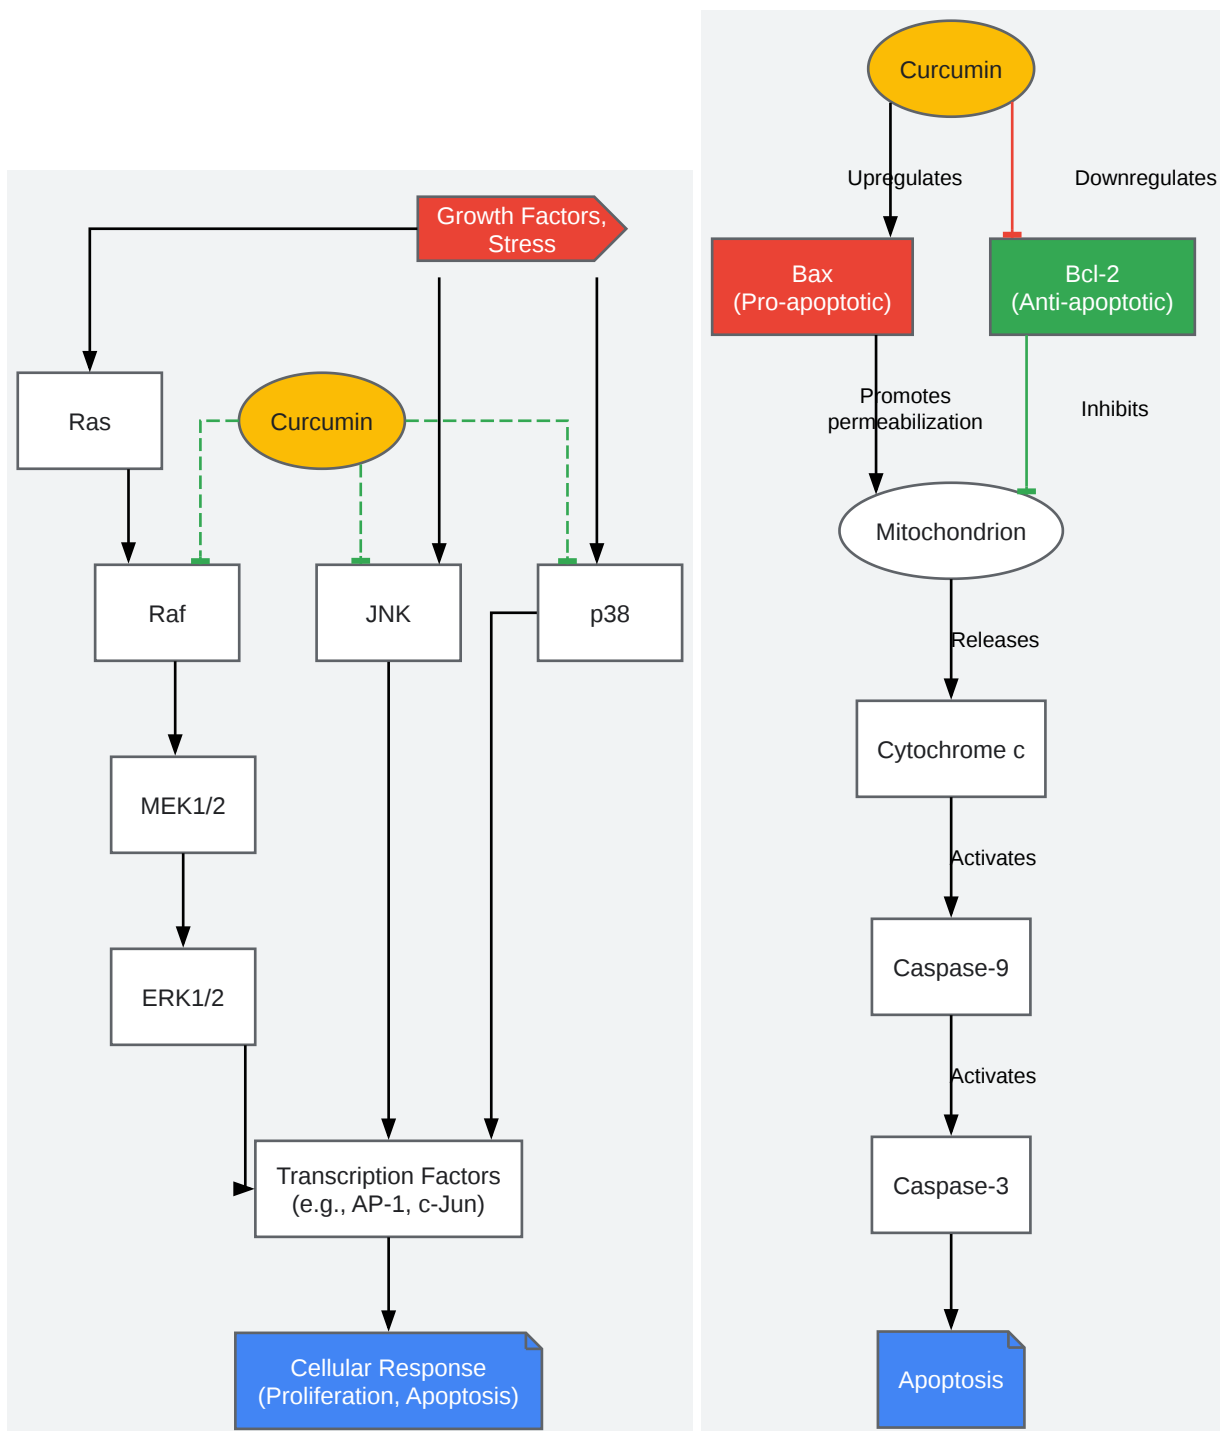 Growth Factors,
Stress
Ras
Curcumin
Raf
JNK
p38
MEK1/2
ERK1/2
Transcription Factors
(e.g., AP-1, c-Jun)
Cellular Response
(Proliferation, Apoptosis)
Curcumin
Upregulates
Downregulates
Bax
(Pro-apoptotic)
Bcl-2
(Anti-apoptotic)
Promotes
permeabilization
Inhibits
Mitochondrion
Releases
Cytochrome c
Activates
Caspase-9
Activates
Caspase-3
Apoptosis